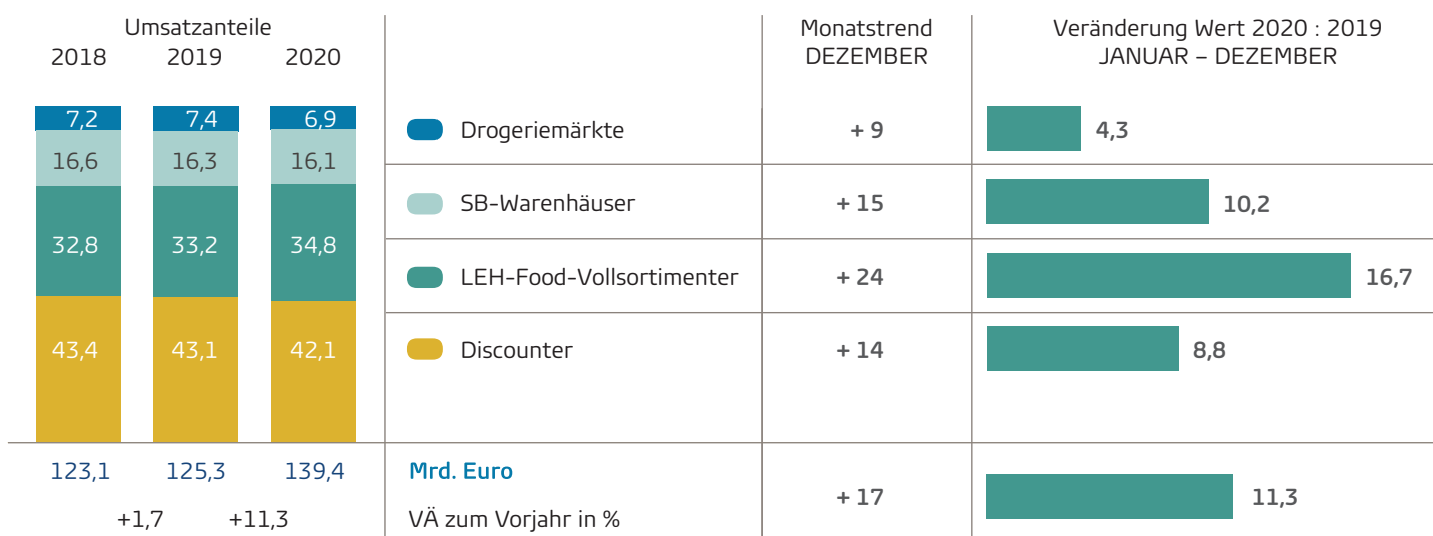 Umsatzanteile
2018 2019 2020
Monatstrend
DEZEMBER
Veränderung Wert 2020 : 2019
JANUAR – DEZEMBER
7,2 7,4 6,9 Drogeriemärkte + 9 4,3
16,6 16,3 16,1 SB-Warenhäuser + 15 10,2
32,8 33,2 34,8 LEH-Food-Vollsortimenter + 24 16,7
43,4 43,1 42,1 Discounter + 14 8,8
123,1 125,3 139,4 Mrd. Euro
+ 17 11,3
+1,7 +11,3 VÄ zum Vorjahr in %